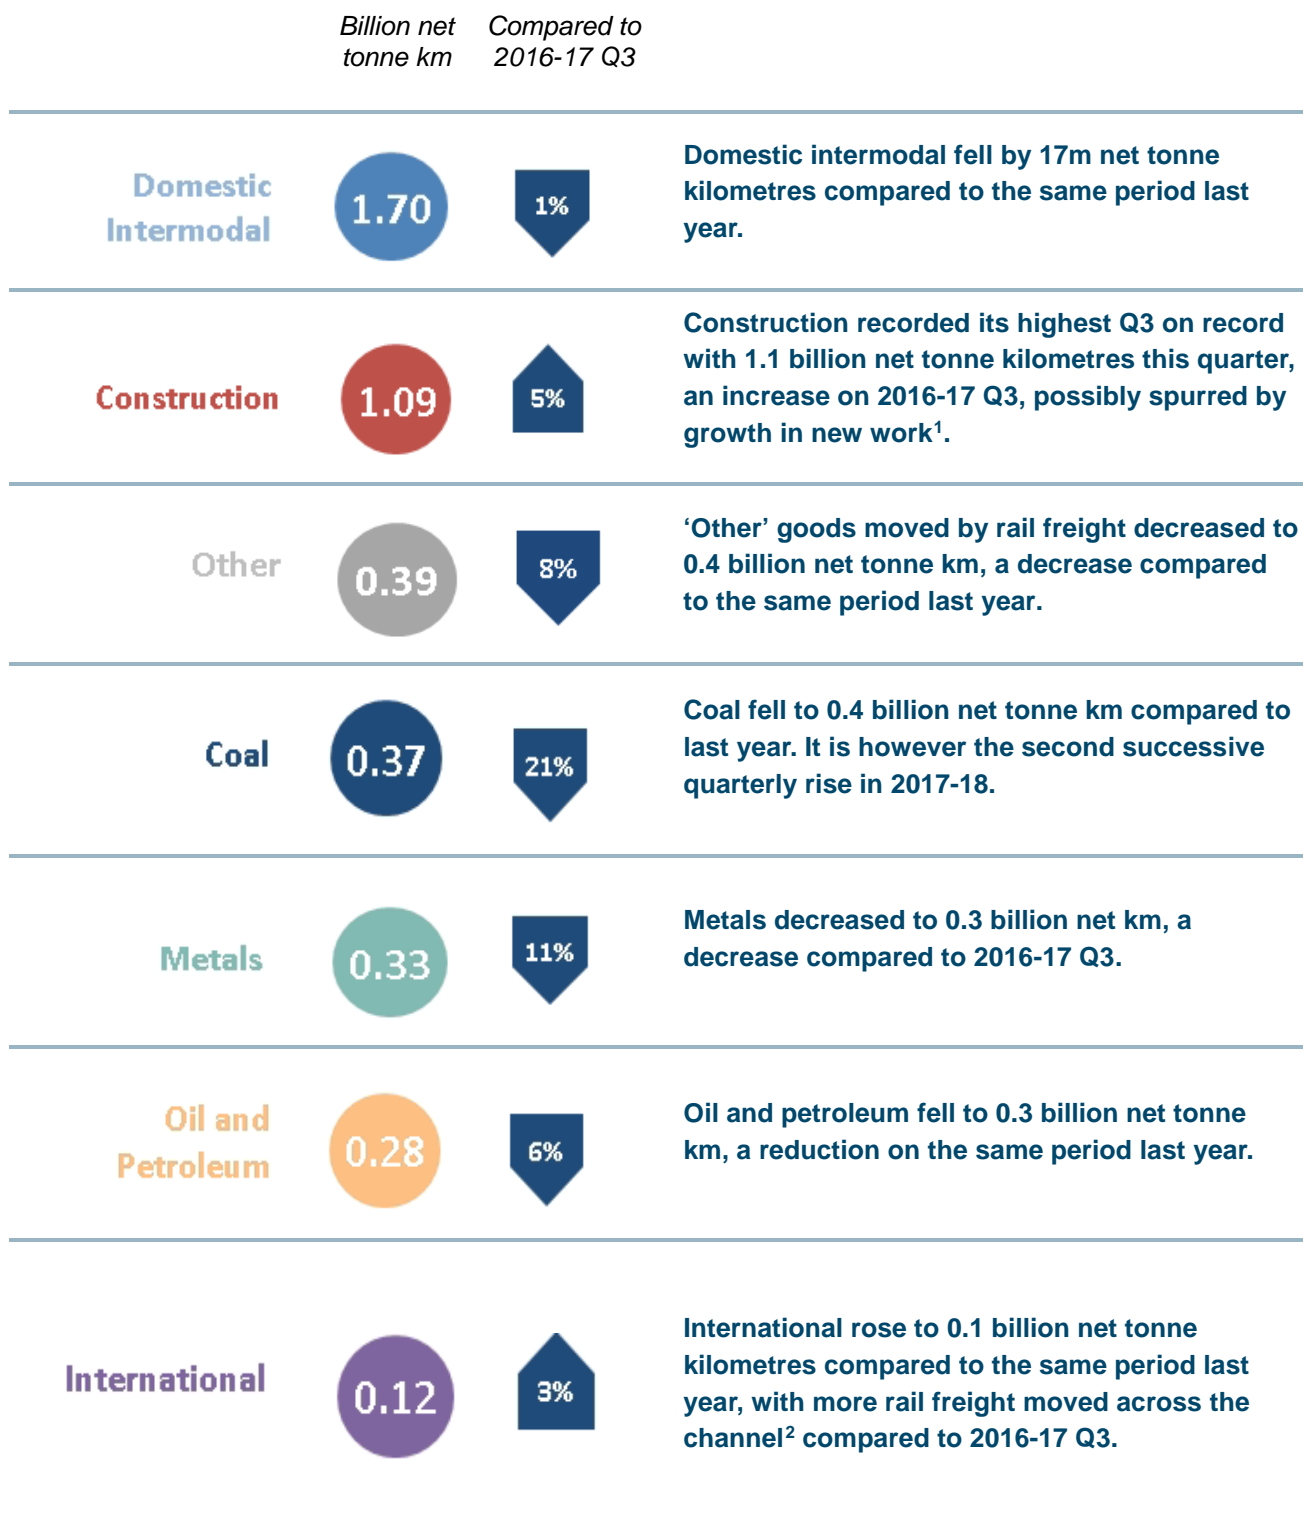 Billion net Compared to
tonne km 2016-17 Q3
Domestic
Intermodal
1.70
1%
Domestic intermodal fell by 17m net tonne
kilometres compared to the same period last
year.
Construction
1.09
5%
Construction recorded its highest Q3 on record
with 1.1 billion net tonne kilometres this quarter,
an increase on 2016-17 Q3, possibly spurred by
growth in new work¹.
Other
0.39
8%
‘Other’ goods moved by rail freight decreased to
0.4 billion net tonne km, a decrease compared
to the same period last year.
Coal
0.37
21%
Coal fell to 0.4 billion net tonne km compared to
last year. It is however the second successive
quarterly rise in 2017-18.
Metals
0.33
11%
Metals decreased to 0.3 billion net km, a
decrease compared to 2016-17 Q3.
Oil and
Petroleum
0.28
6%
Oil and petroleum fell to 0.3 billion net tonne
km, a reduction on the same period last year.
International
0.12
3%
International rose to 0.1 billion net tonne
kilometres compared to the same period last
year, with more rail freight moved across the
channel² compared to 2016-17 Q3.